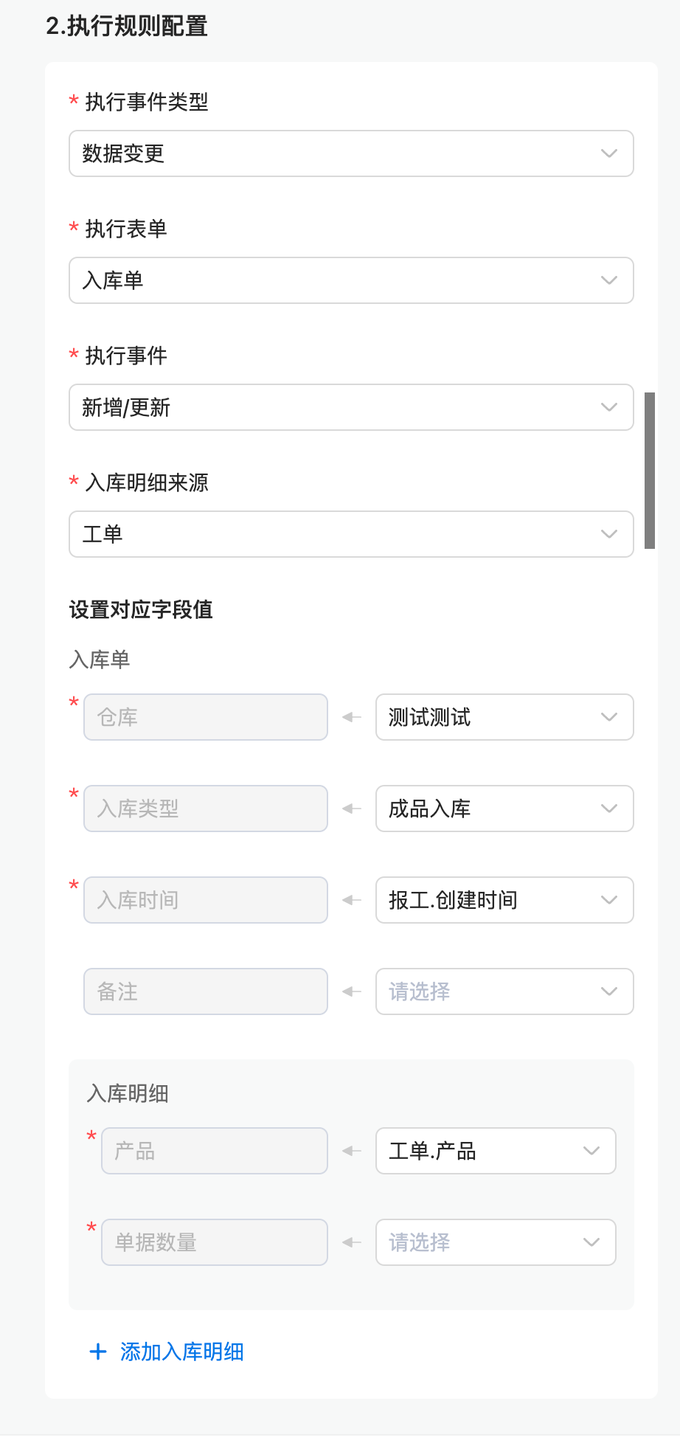 2.执行规则配置
* 执行事件类型
数据变更
* 执行表单
入库单
* 执行事件
新增/更新
* 入库明细来源
工单
设置对应字段值
入库单
* 仓库 测试测试
* 入库类型 成品入库
* 入库时间 报工.创建时间
备注 请选择
入库明细
* 产品 工单.产品
* 单据数量 请选择
+ 添加入库明细